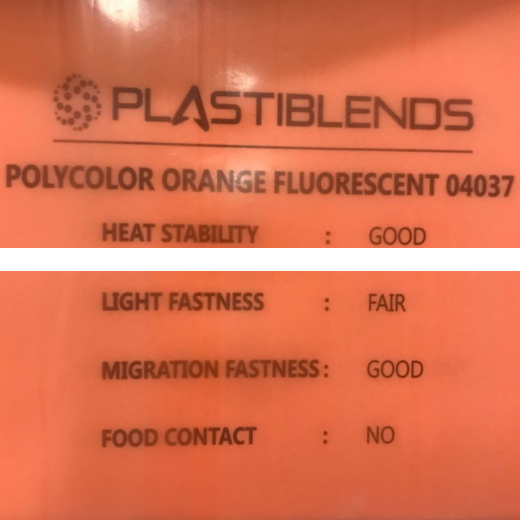 PLASTIBLENDS
POLYCOLOR ORANGE FLUORESCENT 04037
HEAT STABILITY : GOOD
LIGHT FASTNESS : FAIR
MIGRATION FASTNESS: GOOD
FOOD CONTACT : NO